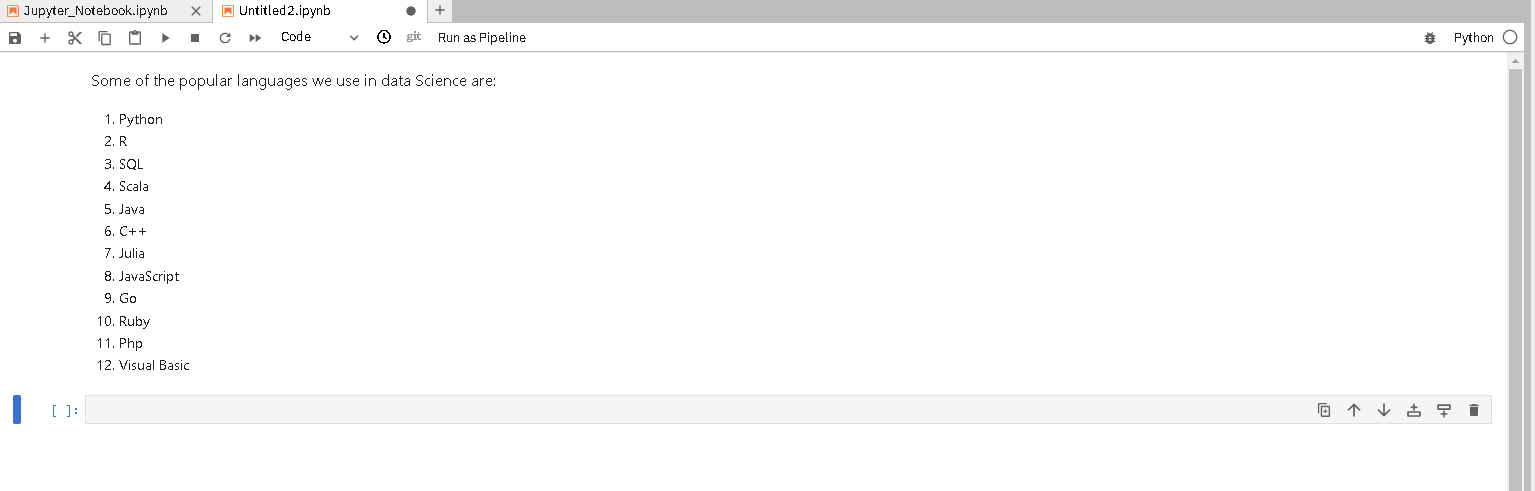 Jupyter_Notebook.ipynb Untitled2.ipynb
Code git Run as Pipeline Python
Some of the popular languages we use in data Science are:
1. Python
2. R
3. SQL
4. Scala
5. Java
6. C++
7. Julia
8. JavaScript
9. Go
10. Ruby
11. Php
12. Visual Basic
[ ]: